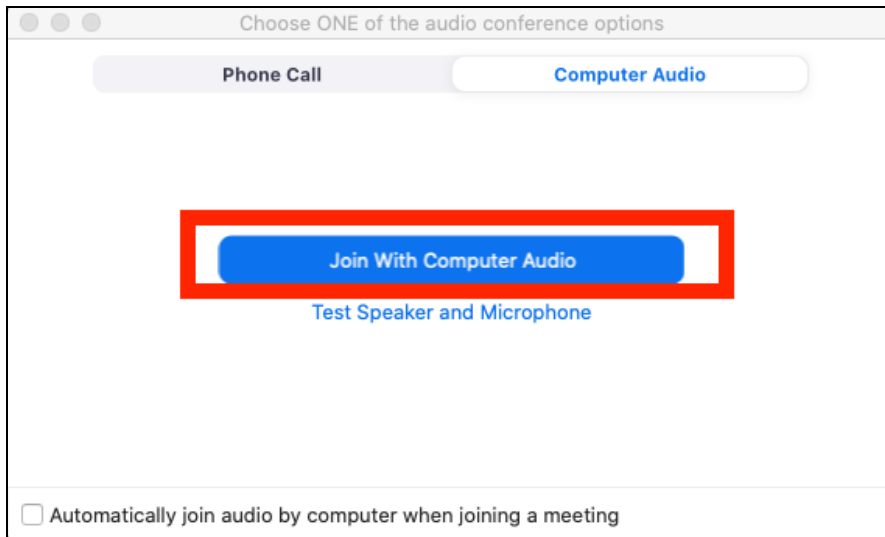 Choose ONE of the audio conference options
Phone Call
Computer Audio
Join With Computer Audio
Test Speaker and Microphone
Automatically join audio by computer when joining a meeting